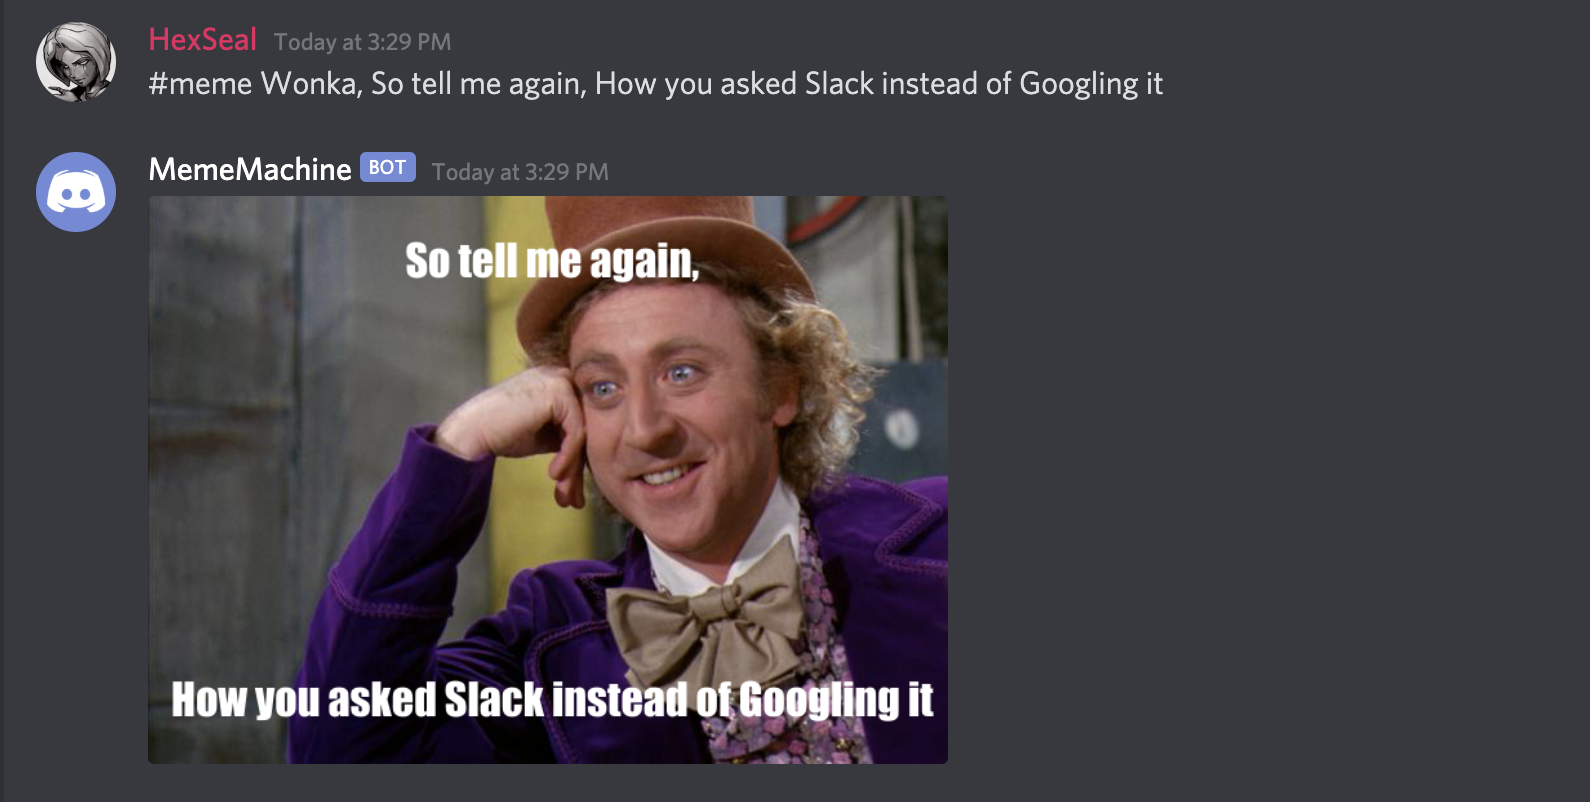 HexSeal Today at 3:29 PM
#meme Wonka, So tell me again, How you asked Slack instead of Googling it
MemeMachine BOT Today at 3:29 PM
So tell me again,
How you asked Slack instead of Googling it